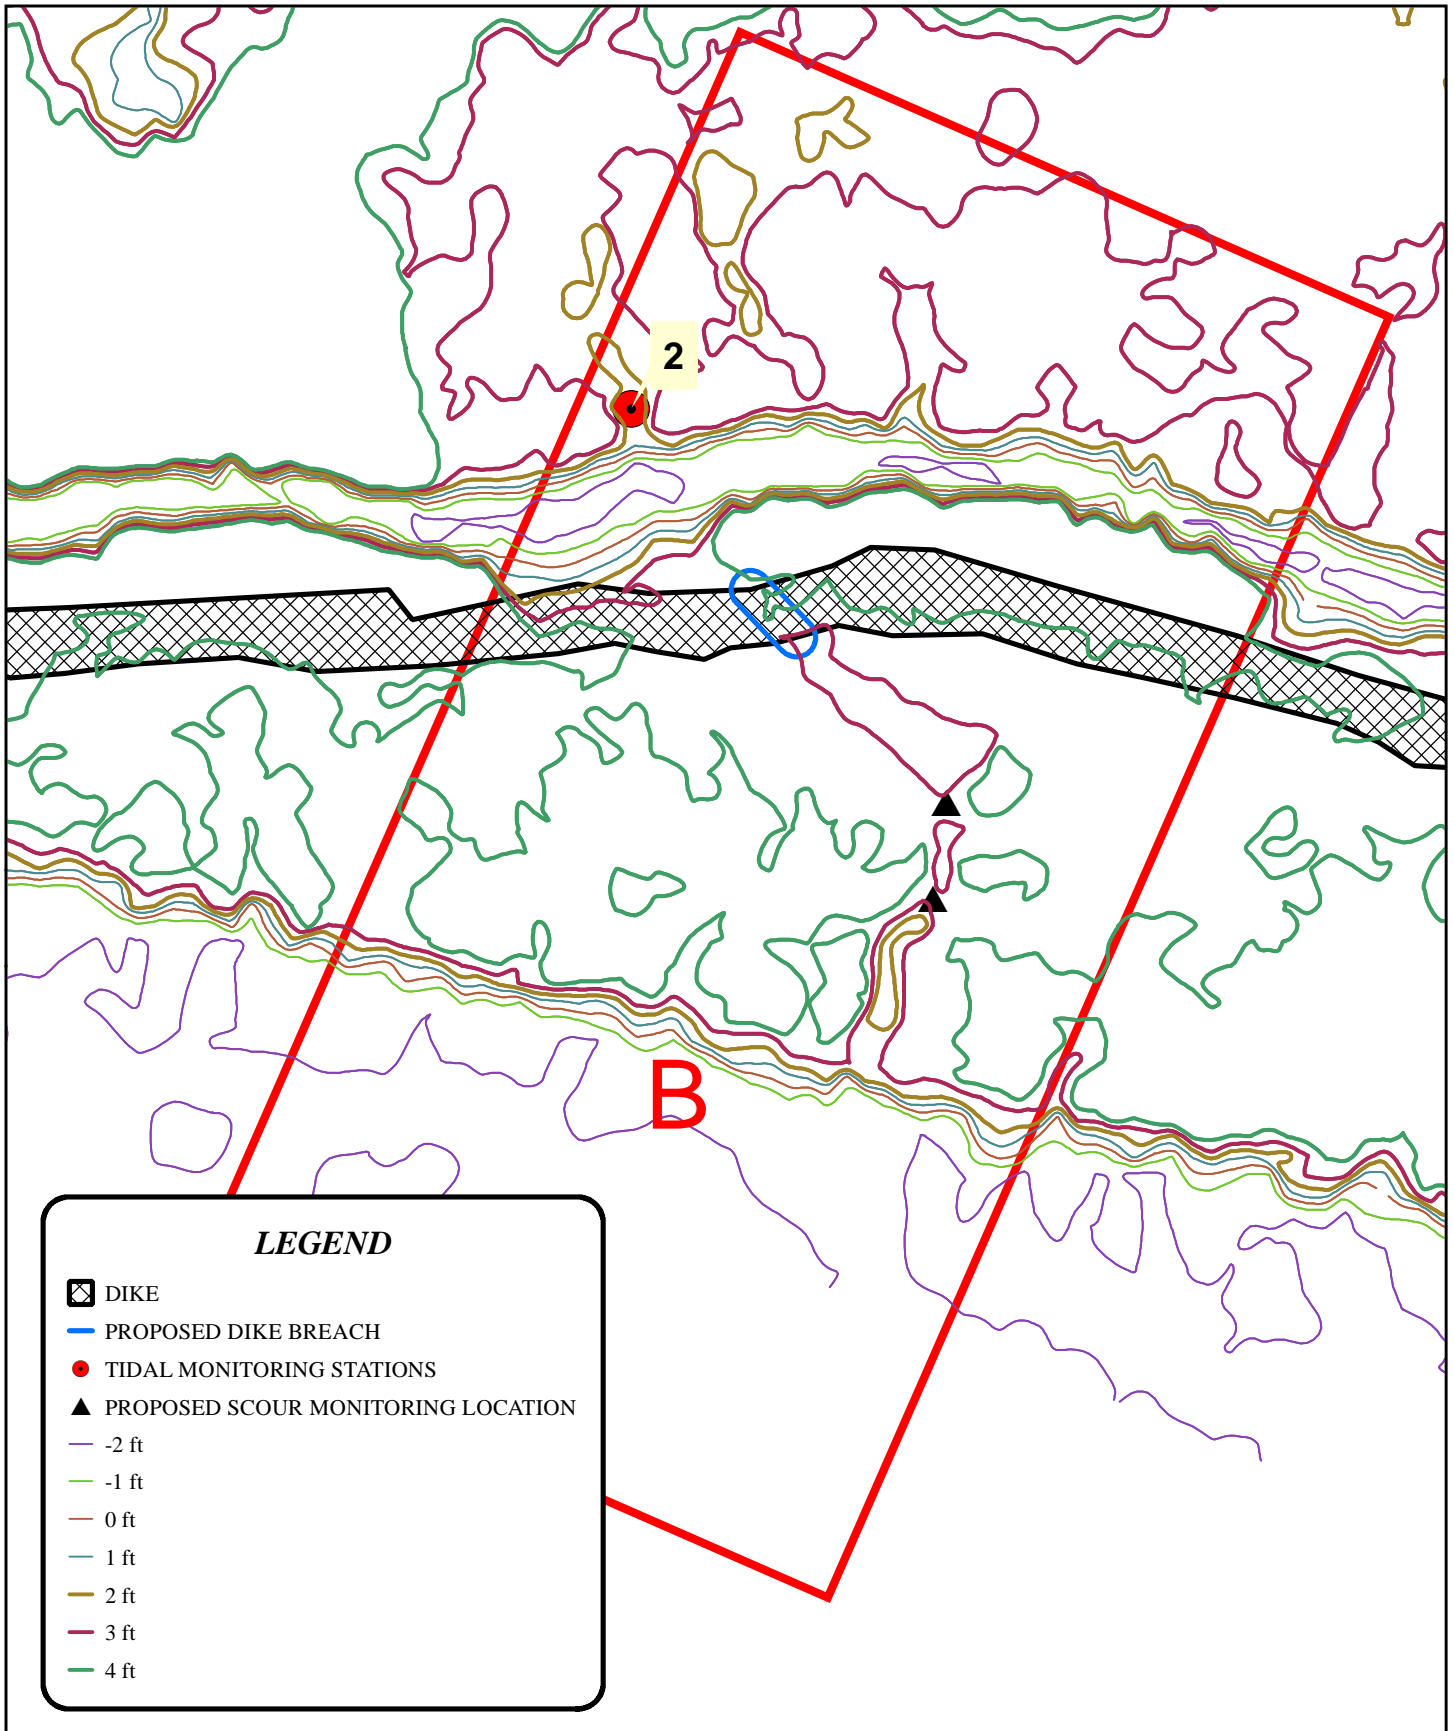 2
B
LEGEND
DIKE
PROPOSED DIKE BREACH
TIDAL MONITORING STATIONS
PROPOSED SCOUR MONITORING LOCATION
-2 ft
-1 ft
0 ft
1 ft
2 ft
3 ft
4 ft